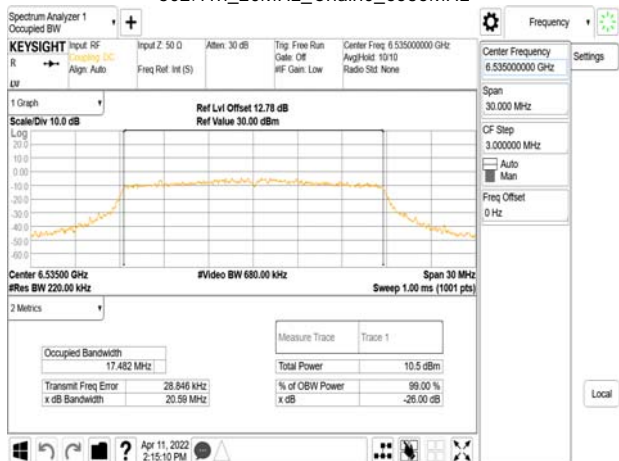 Spectrum Analyzer 1
Occupied BW
Frequency
KEYSIGHT
R
LVI
Input: RF
Coupling: DC
Align: Auto
Input Z: 50 Ω
Freq Ref: Int (S)
Atten: 30 dB
Trig: Free Run
Gate: Off
#IF Gain: Low
Center Freq: 6.535000000 GHz
Avg|Hold: 10/10
Radio Std: None
Center Frequency
6.535000000 GHz
Settings
Span
30.000 MHz
CF Step
3.000000 MHz
Auto
Man
Freq Offset
0 Hz
Local
1 Graph
Scale/Div 10.0 dB
Ref Lvl Offset 12.78 dB
Ref Value 30.00 dBm
Log
20.0
10.0
0.00
-10.0
-20.0
-30.0
-40.0
-50.0
-60.0
Center 6.53500 GHz
#Res BW 220.00 kHz
#Video BW 680.00 kHz
Span 30 MHz
Sweep 1.00 ms (1001 pts)
2 Metrics
Measure Trace Trace 1
Occupied Bandwidth
17.482 MHz
Total Power 10.5 dBm
Transmit Freq Error 28.846 kHz
% of OBW Power 99.00 %
x dB Bandwidth 20.59 MHz
x dB -26.00 dB
Apr 11, 2022
2:15:10 PM